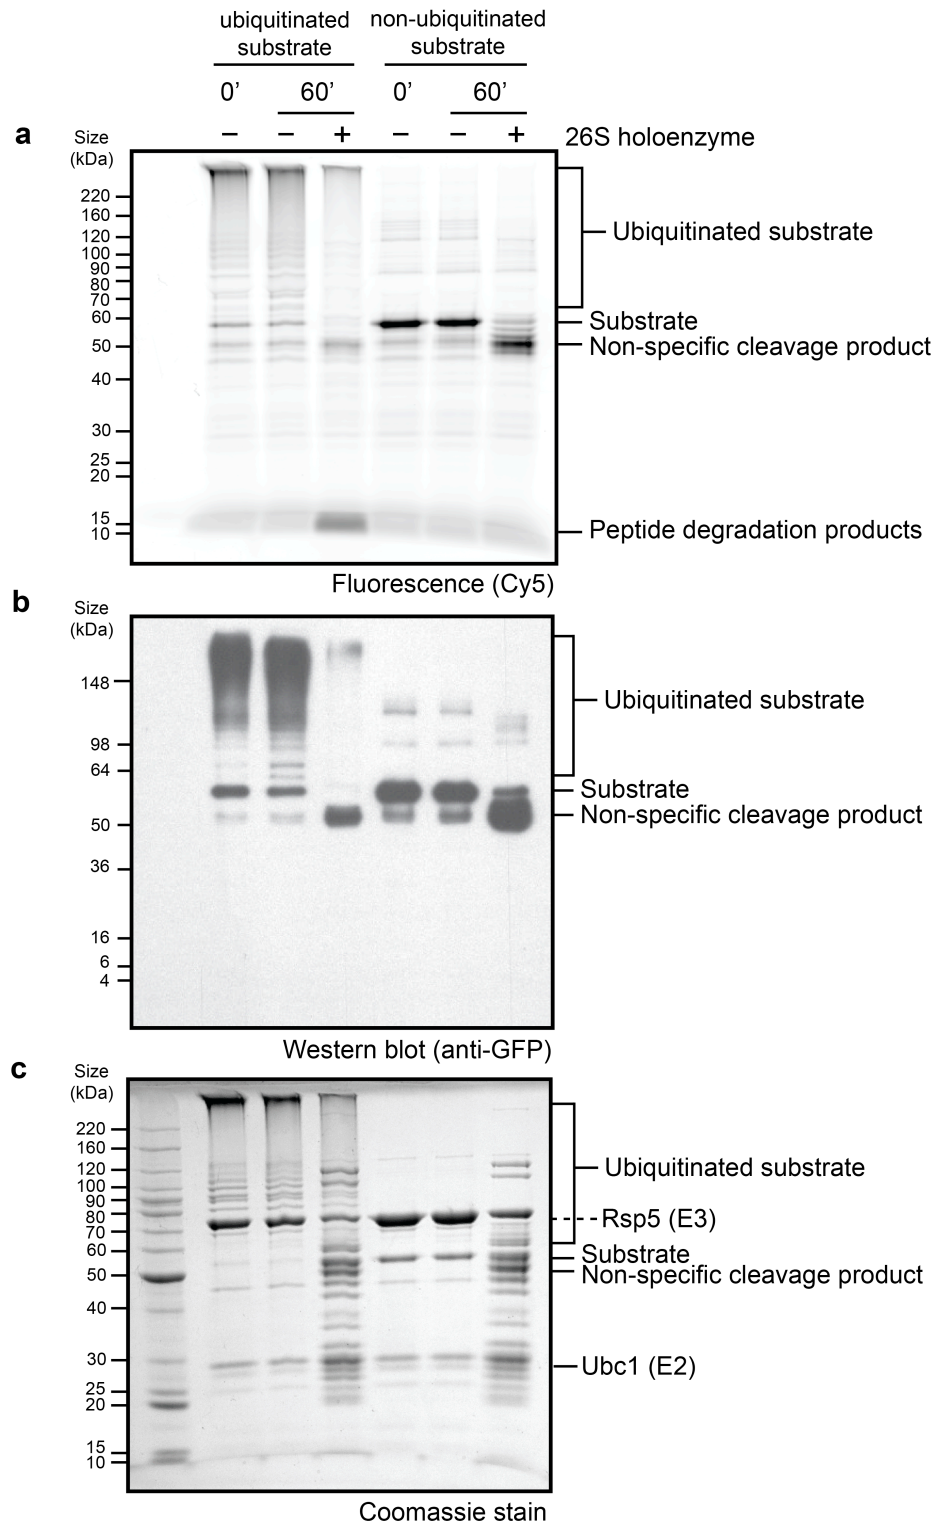 ubiquitinated
substrate
non-ubiquitinated
substrate
0’ 60’ 0’ 60’
– – + – – + 26S holoenzyme
a
Size
(kDa)
220
160
120
100
90
80
70
60
50
40
30
25
20
15
10
Ubiquitinated substrate
Substrate
Non-specific cleavage product
Peptide degradation products
Fluorescence (Cy5)
b
Size
(kDa)
148
98
64
50
36
16
6
4
Ubiquitinated substrate
Substrate
Non-specific cleavage product
Western blot (anti-GFP)
c
Size
(kDa)
220
160
120
100
90
80
70
60
50
40
30
25
20
15
10
Ubiquitinated substrate
Rsp5 (E3)
Substrate
Non-specific cleavage product
Ubc1 (E2)
Coomassie stain